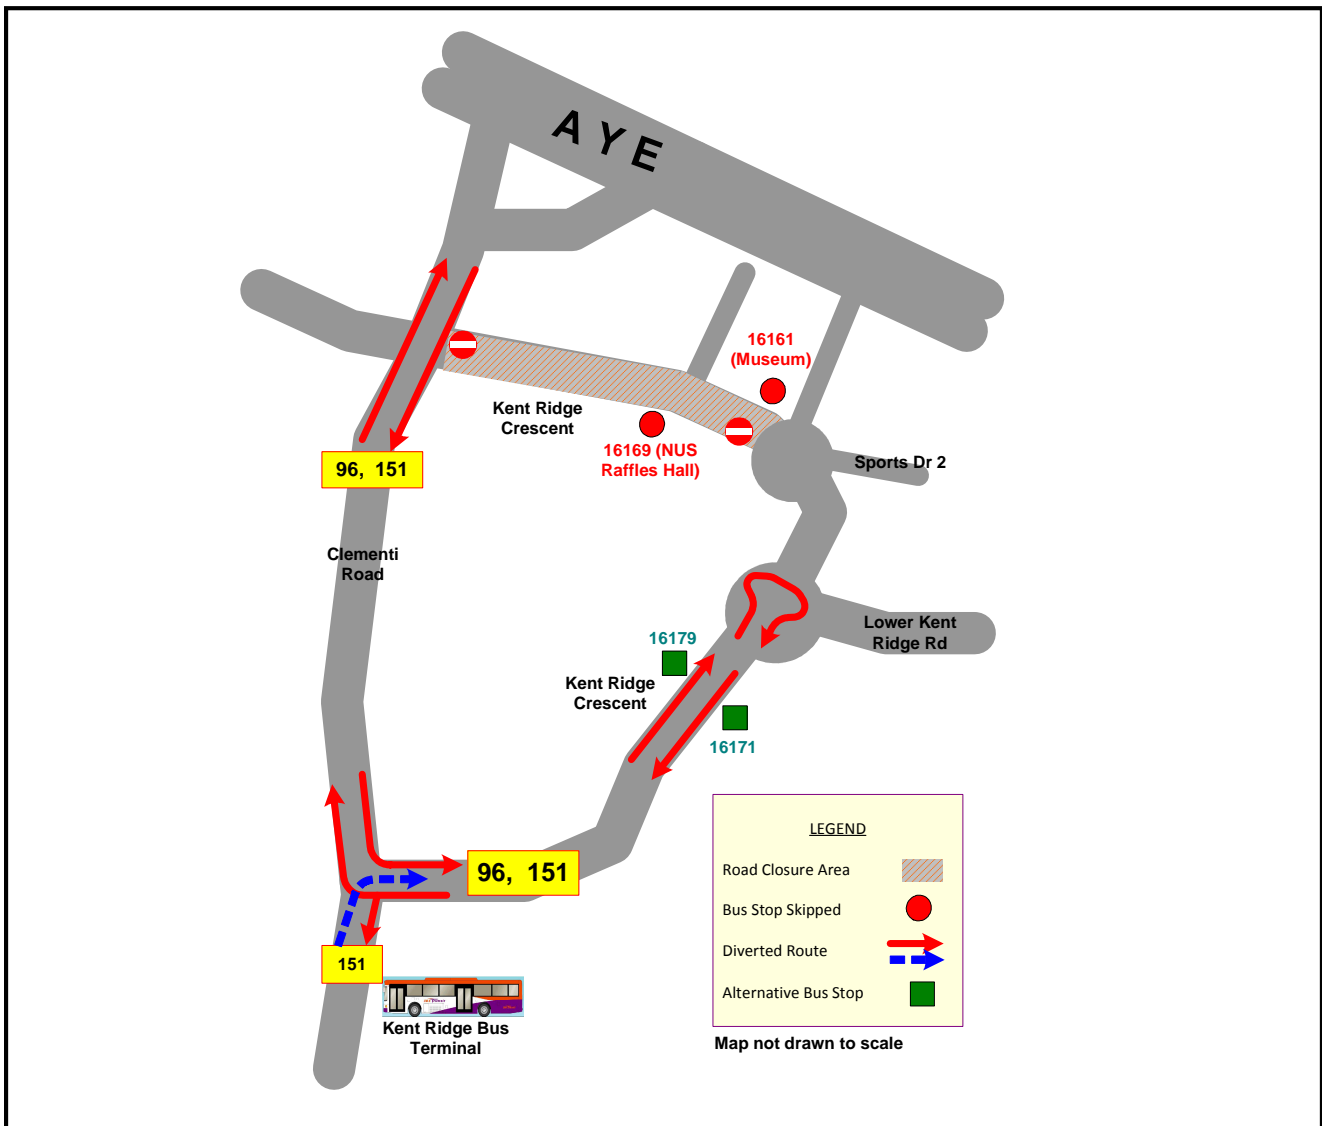 AYE
16161
(Museum)
Kent Ridge
Crescent
16169 (NUS
Raffles Hall)
96, 151
Sports Dr 2
Clementi
Road
Lower Kent
Ridge Rd
16179
Kent Ridge
Crescent
16171
LEGEND
Road Closure Area
Bus Stop Skipped
Diverted Route
Alternative Bus Stop
96, 151
151
Kent Ridge Bus
Terminal
Map not drawn to scale